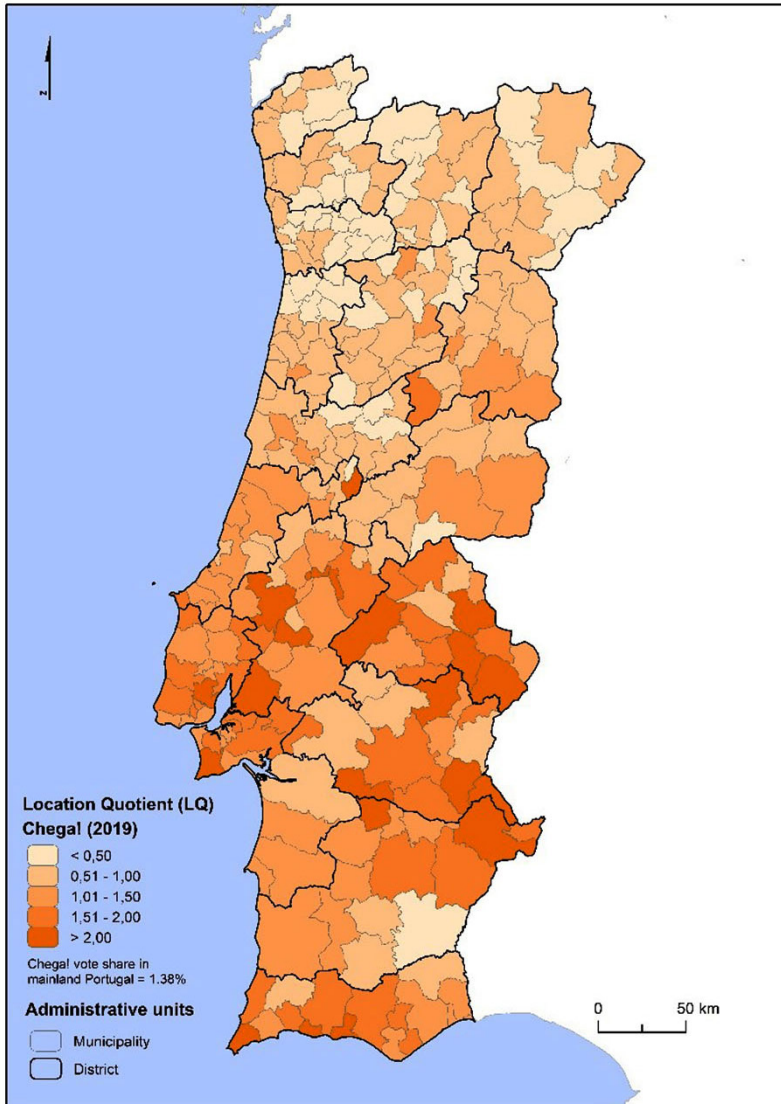 z
Location Quotient (LQ)
Chega! (2019)
< 0,50
0,51 - 1,00
1,01 - 1,50
1,51 - 2,00
> 2,00
Chega! vote share in
mainland Portugal = 1.38%
Administrative units
Municipality
District
0 50 km